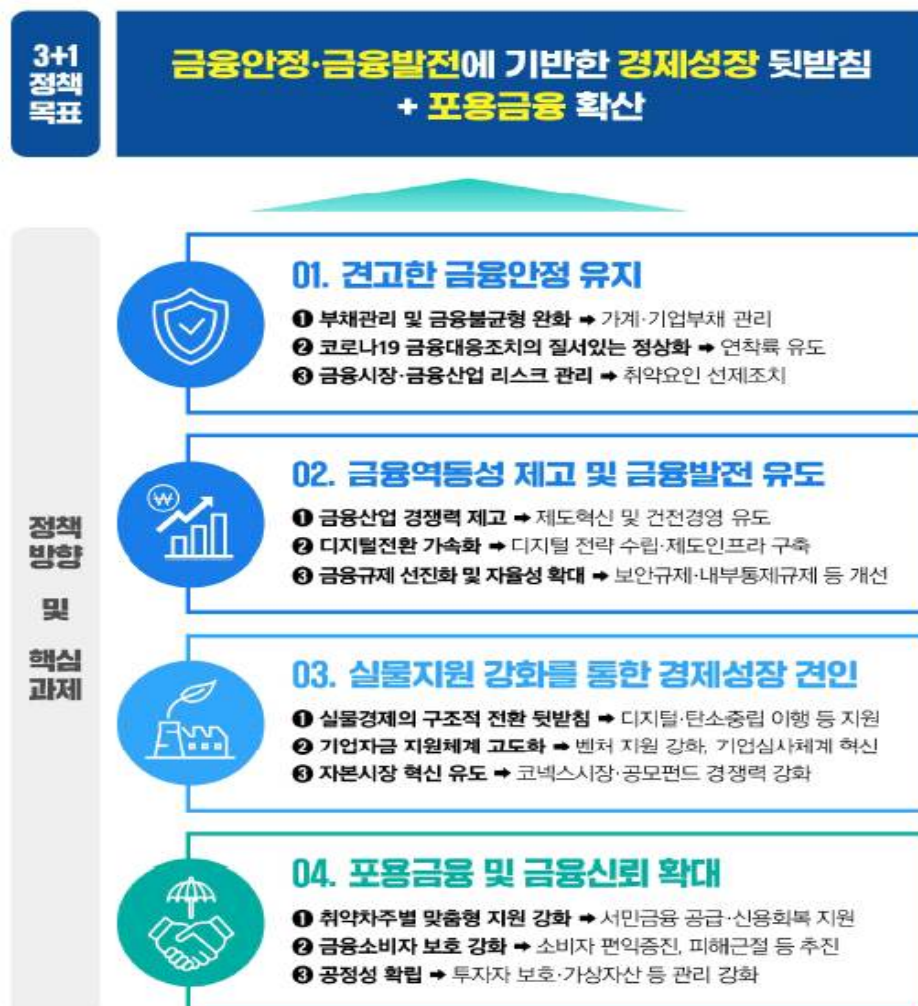 3+1
정책
목표
금융안정·금융발전에 기반한 경제성장 뒷받침
+ 포용금융 확산
정책
방향
및
핵심
과제
01. 견고한 금융안정 유지
❶ 부채관리 및 금융불균형 완화 ➡ 가계·기업부채 관리
❷ 코로나19 금융대응조치의 질서있는 정상화 ➡ 연착륙 유도
❸ 금융시장·금융산업 리스크 관리 ➡ 취약요인 선제조치
₩
02. 금융역동성 제고 및 금융발전 유도
❶ 금융산업 경쟁력 제고 ➡ 제도혁신 및 건전경영 유도
❷ 디지털전환 가속화 ➡ 디지털 전략 수립·제도인프라 구축
❸ 금융규제 선진화 및 자율성 확대 ➡ 보안규제·내부통제규제 등 개선
03. 실물지원 강화를 통한 경제성장 견인
❶ 실물경제의 구조적 전환 뒷받침 ➡ 디지털·탄소중립 이행 등 지원
❷ 기업자금 지원체계 고도화 ➡ 벤처 지원 강화, 기업심사체계 혁신
❸ 자본시장 혁신 유도 ➡ 코넥스시장·공모펀드 경쟁력 강화
04. 포용금융 및 금융신뢰 확대
❶ 취약차주별 맞춤형 지원 강화 ➡ 서민금융 공급·신용회복 지원
❷ 금융소비자 보호 강화 ➡ 소비자 편익증진, 피해근절 등 추진
❸ 공정성 확립 ➡ 투자자 보호·가상자산 등 관리 강화